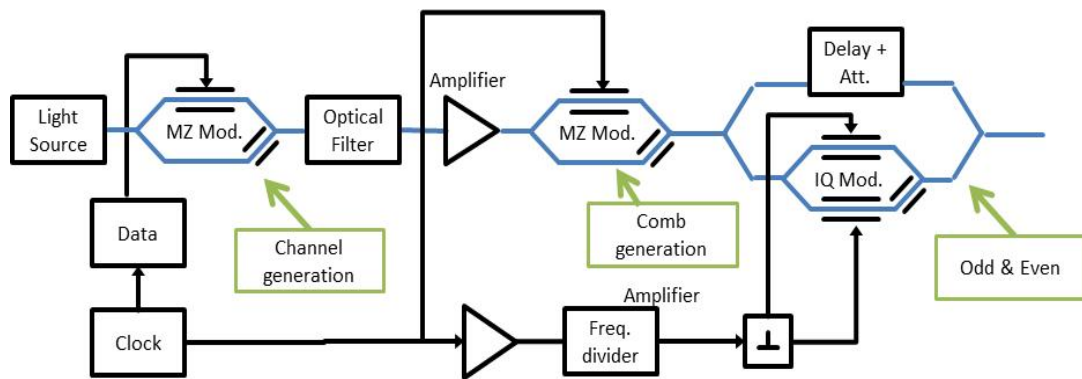 Delay +
Att.
Amplifier
Light
Source
MZ Mod.
Optical
Filter
MZ Mod.
IQ Mod.
Data
Channel
generation
Comb
generation
Odd & Even
Clock
Amplifier
Freq.
divider
⊥